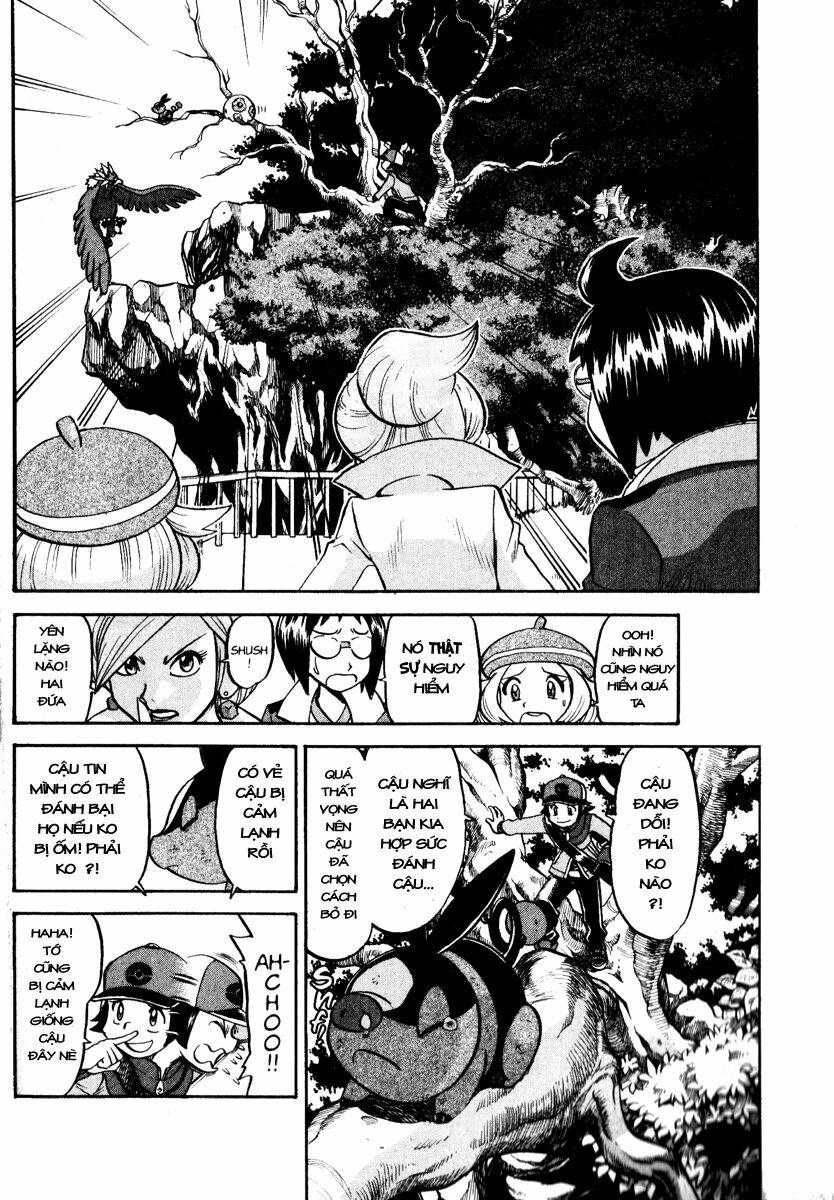 OOH!
NHÌN NÓ
CŨNG NGUY
HIỂM QUÁ
TA
NÓ THẬT
SỰ NGUY
HIỂM
SHUSH
!
YÊN
LẶNG
NÀO!
HAI
ĐỨA
CẬU
ĐANG
DỖI!
PHẢI
KO
NÀO
?!
CẬU NGHĨ
LÀ HAI
BẠN KIA
HỢP SỨC
ĐÁNH
CẬU...
QUÁ
THẤT
VỌNG
NÊN
CẬU
ĐÃ
CHỌN
CÁCH
BỎ ĐI
SNFF
CÓ VẺ
CẬU BỊ
CẢM
LẠNH
RỒI
CẬU TIN
MÌNH CÓ THỂ
ĐÁNH BẠI
HỌ NẾU KO
BỊ ỐM! PHẢI
KO ?!
AH-
CHOO!!
HAHA!
TỚ
CŨNG
BỊ CẢM
LẠNH
GIỐNG
CẬU
ĐÂY NÈ